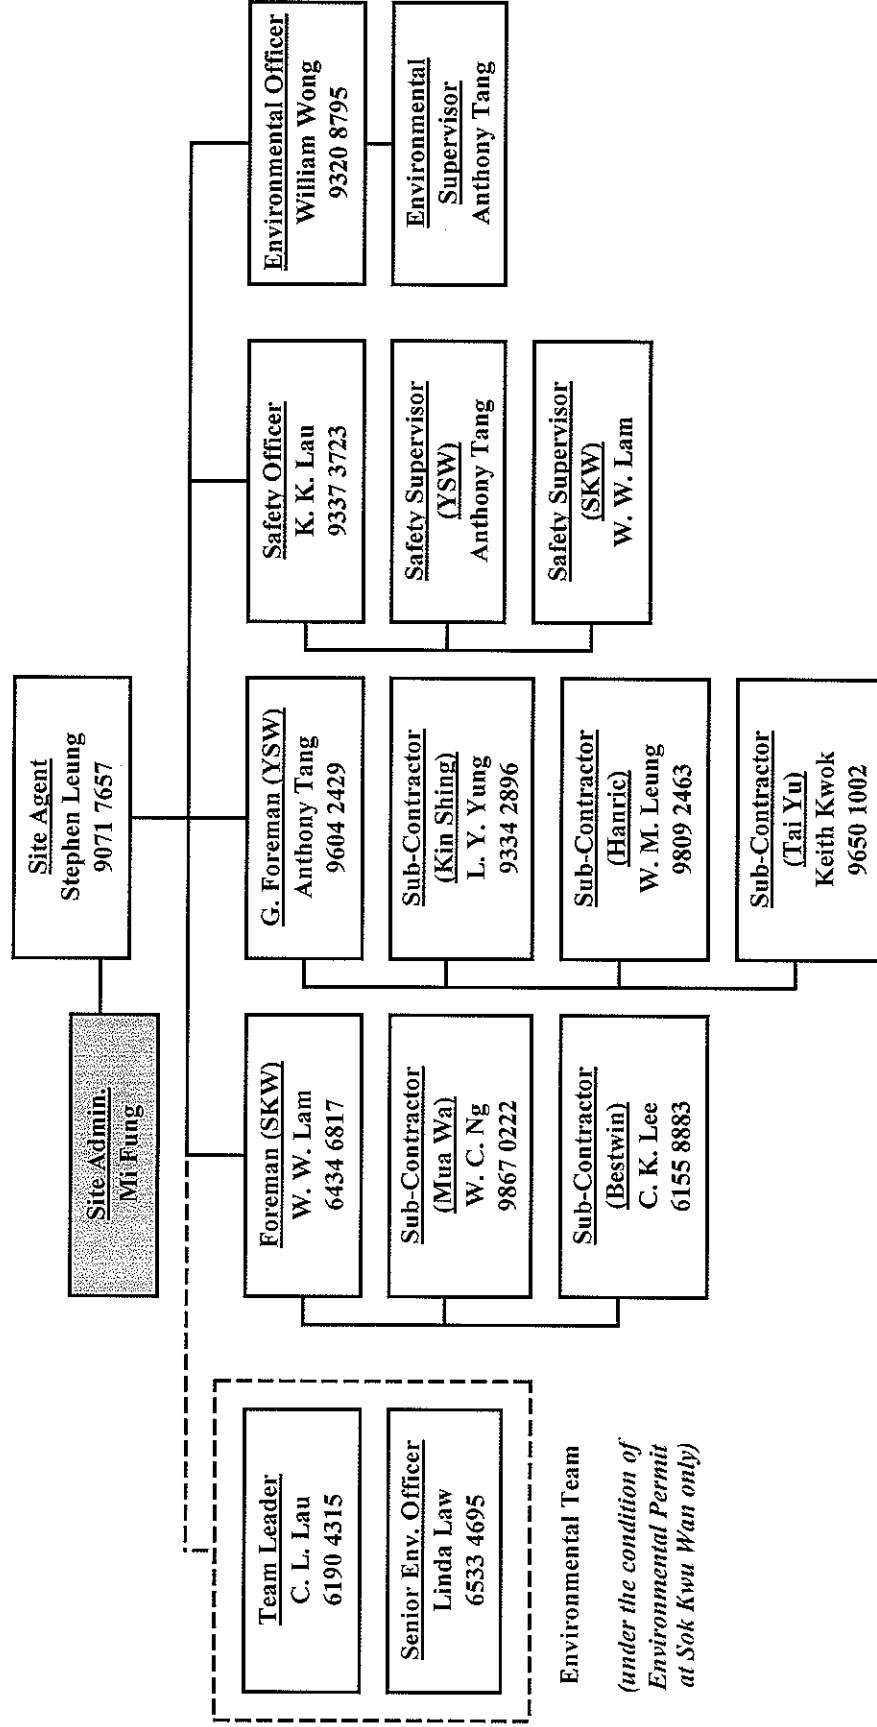 Site Agent
Stephen Leung
9071 7657
Site Admin.
Mi Fung
Team Leader
C. L. Lau
6190 4315
Senior Env. Officer
Linda Law
6533 4695
Environmental Team
(under the condition of
Environmental Permit
at Sok Kwu Wan only)
Foreman (SKW)
W. W. Lam
6434 6817
Sub-Contractor
(Mua Wa)
W. C. Ng
9867 0222
Sub-Contractor
(Bestwin)
C. K. Lee
6155 8883
G. Foreman (YSW)
Anthony Tang
9604 2429
Sub-Contractor
(Kin Shing)
L. Y. Yung
9334 2896
Sub-Contractor
(Hanric)
W. M. Leung
9809 2463
Sub-Contractor
(Tai Yu)
Keith Kwok
9650 1002
Safety Officer
K. K. Lau
9337 3723
Safety Supervisor
(YSW)
Anthony Tang
Safety Supervisor
(SKW)
W. W. Lam
Environmental Officer
William Wong
9320 8795
Environmental
Supervisor
Anthony Tang